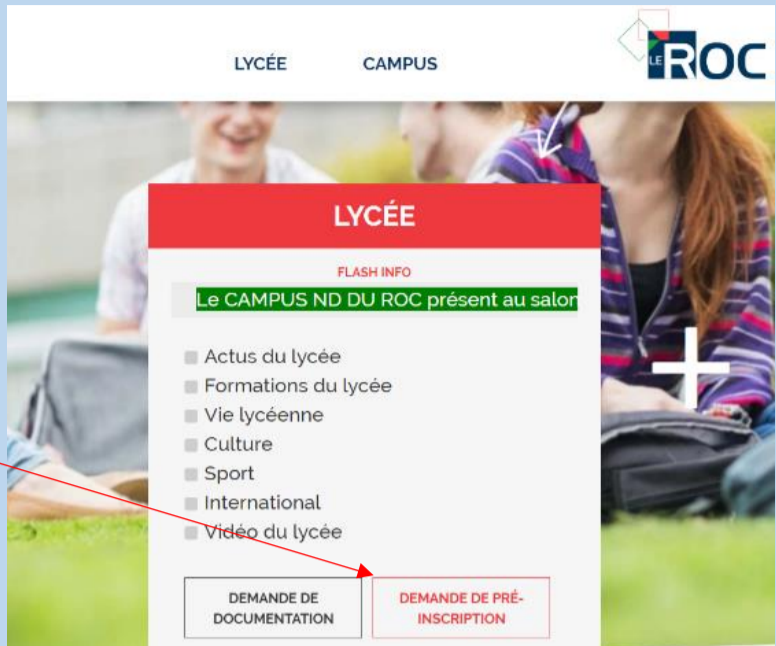 LYCÉE CAMPUS LE ROC
LYCÉE
FLASH INFO
Le CAMPUS ND DU ROC présent au salon
Actus du lycée
Formations du lycée
Vie lycéenne
Culture
Sport
International
Vidéo du lycée
DEMANDE DE
DOCUMENTATION
DEMANDE DE PRÉ-
INSCRIPTION